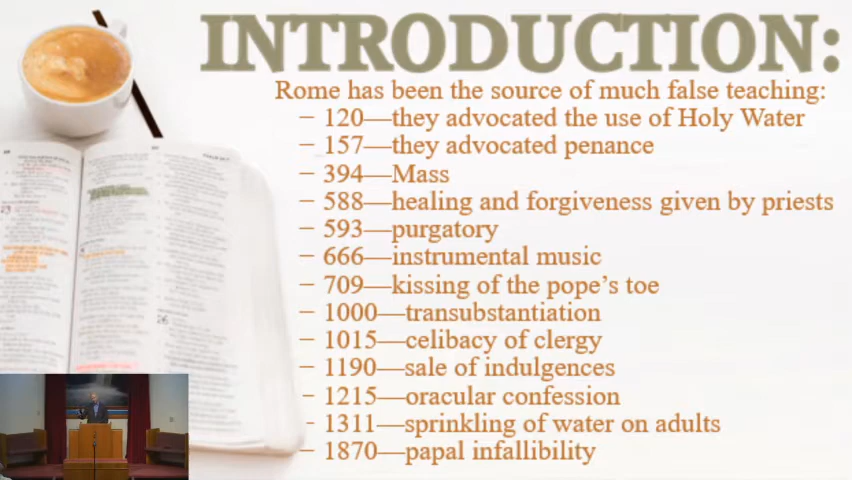 INTRODUCTION:
Rome has been the source of much false teaching:
– 120—they advocated the use of Holy Water
– 157—they advocated penance
– 394—Mass
– 588—healing and forgiveness given by priests
– 593—purgatory
– 666—instrumental music
– 709—kissing of the pope's toe
– 1000—transubstantiation
– 1015—celibacy of clergy
– 1190—sale of indulgences
– 1215—oracular confession
– 1311—sprinkling of water on adults
– 1870—papal infallibility